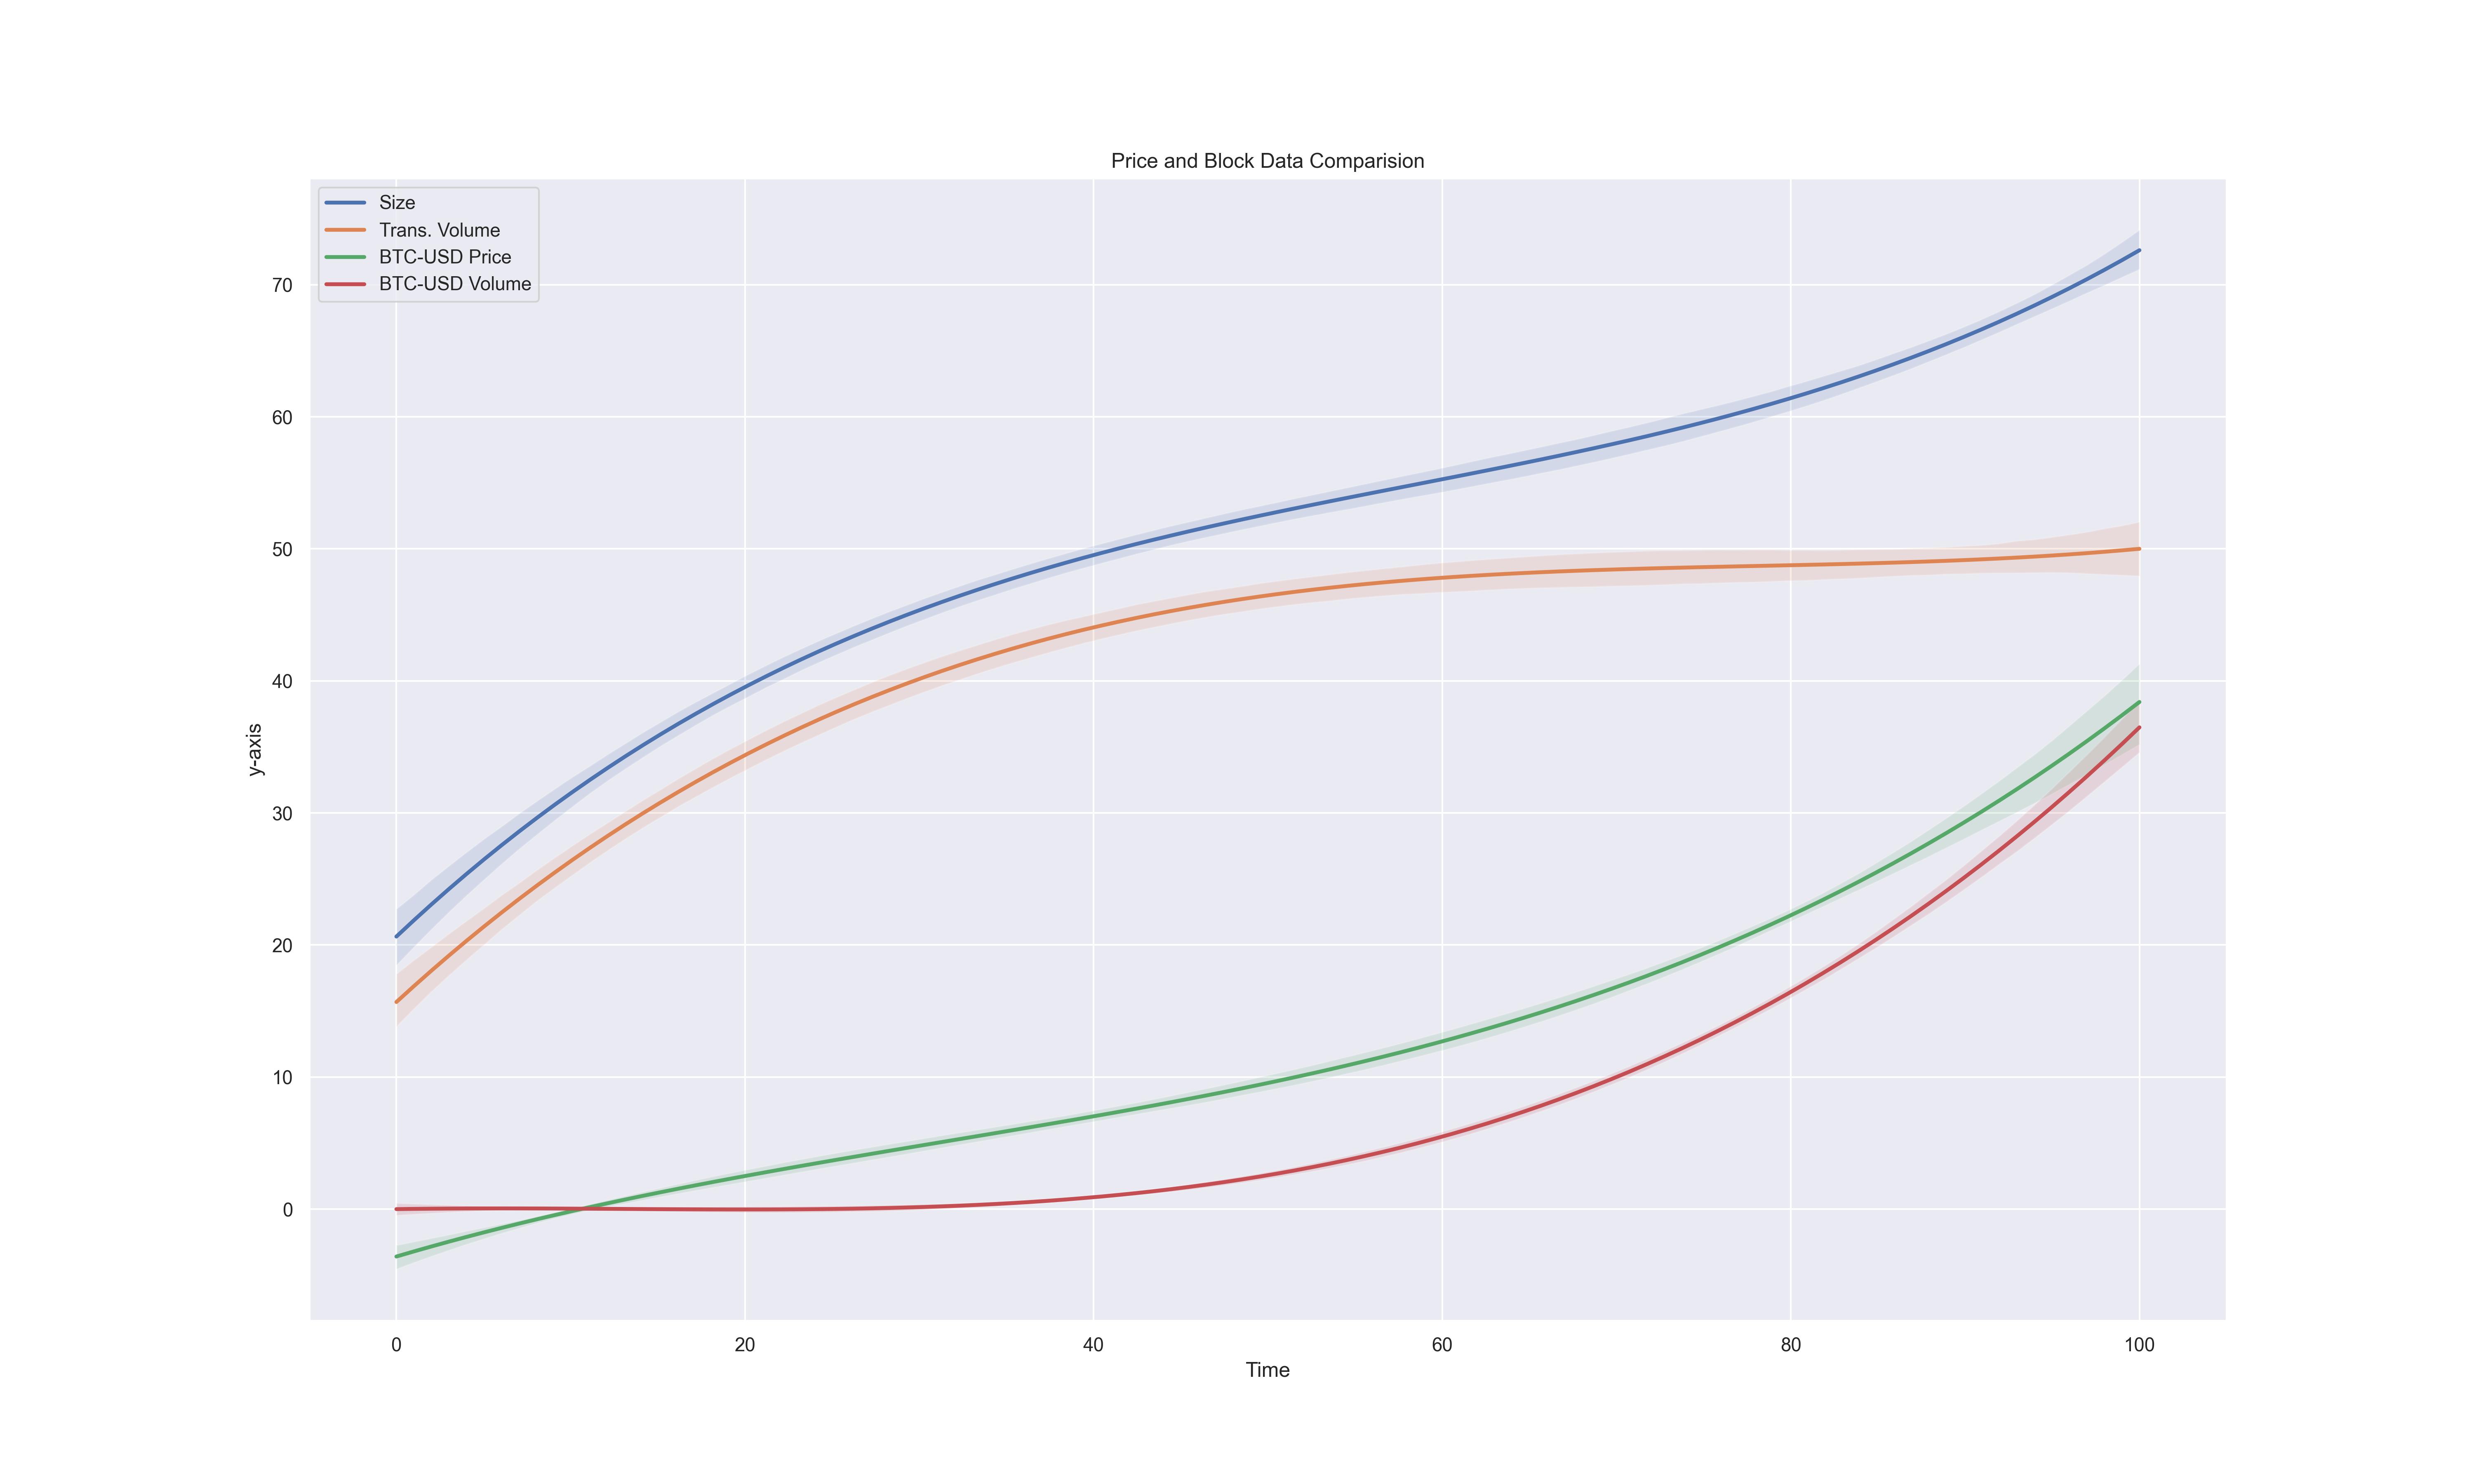 Price and Block Data Comparision
Size
Trans. Volume
BTC-USD Price
BTC-USD Volume
70
60
50
40
30
20
10
0
y-axis
0 20 40 60 80 100
Time